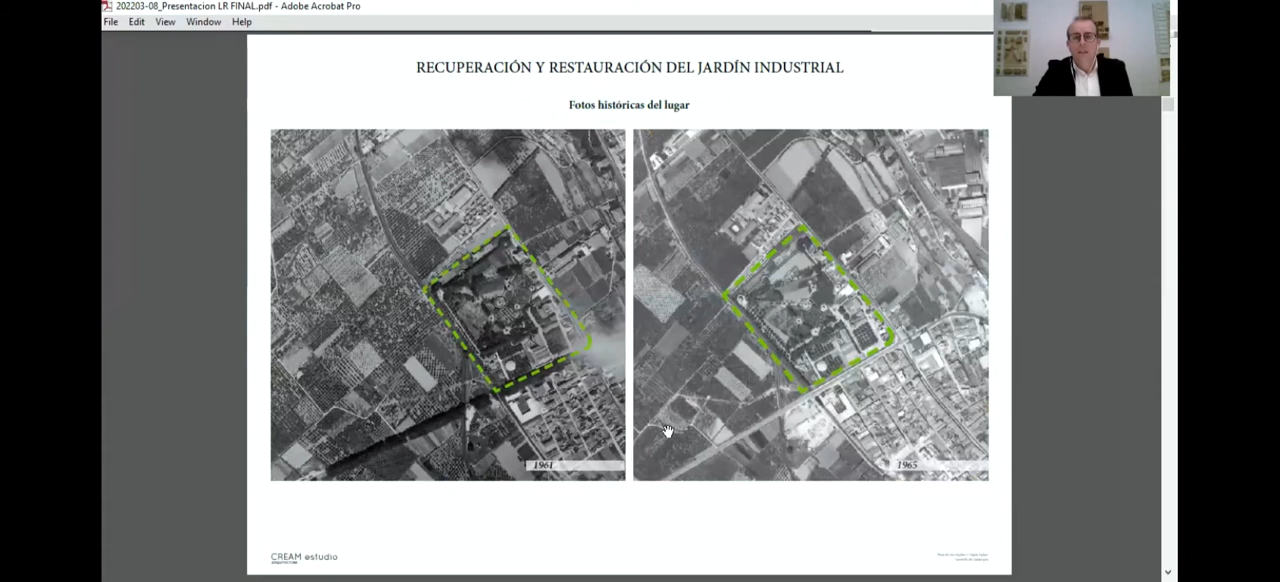 202203-08_Presentacion LR FINAL.pdf - Adobe Acrobat Pro
File Edit View Window Help
RECUPERACIÓN Y RESTAURACIÓN DEL JARDÍN INDUSTRIAL
Fotos históricas del lugar
1961
1965
CREAM estudio
ARQUITECTURA